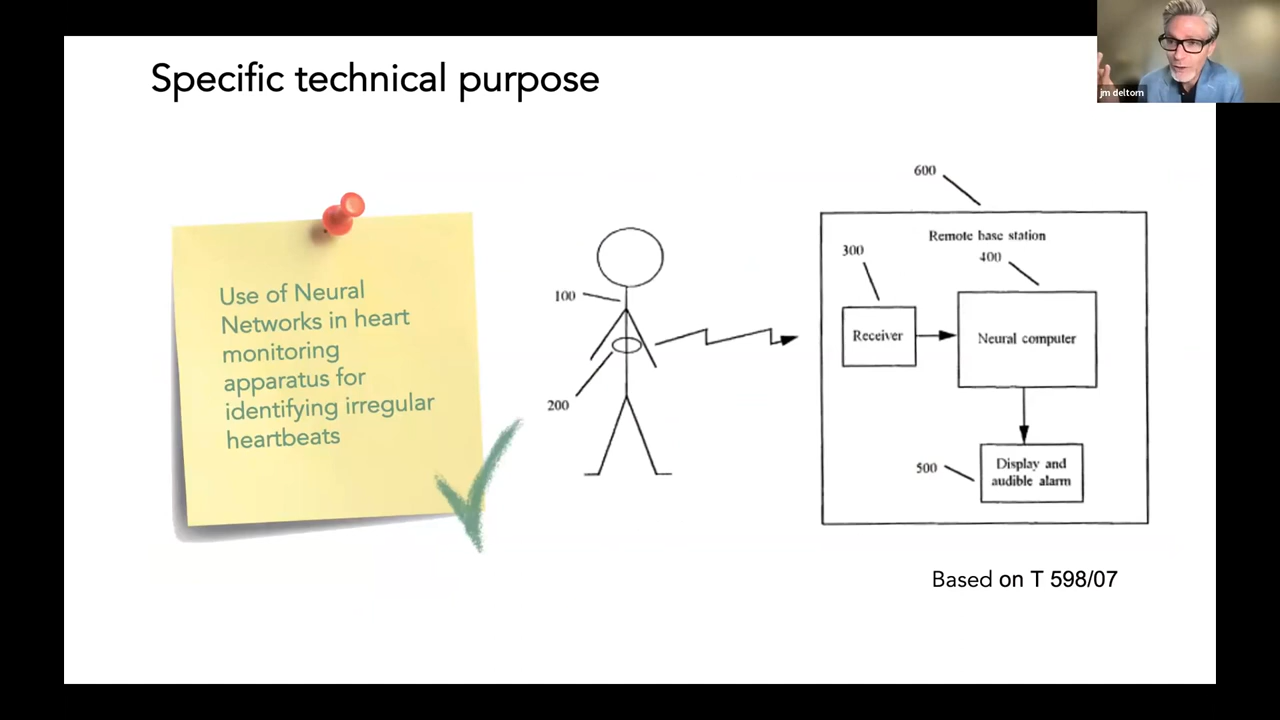 Specific technical purpose
jm deltorn
Use of Neural
Networks in heart
monitoring
apparatus for
identifying irregular
heartbeats
100
200
600
Remote base station
300
400
Receiver
Neural computer
500
Display and
audible alarm
Based on T 598/07